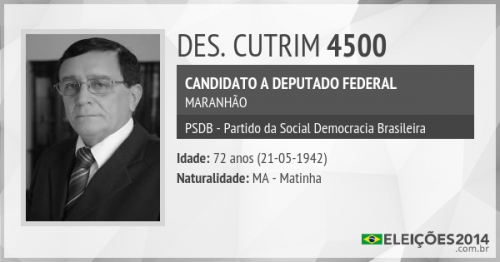 DES. CUTRIM 4500
CANDIDATO A DEPUTADO FEDERAL
MARANHÃO
PSDB - Partido da Social Democracia Brasileira
Idade: 72 anos (21-05-1942)
Naturalidade: MA - Matinha
ELEIÇÕES2014
.com.br